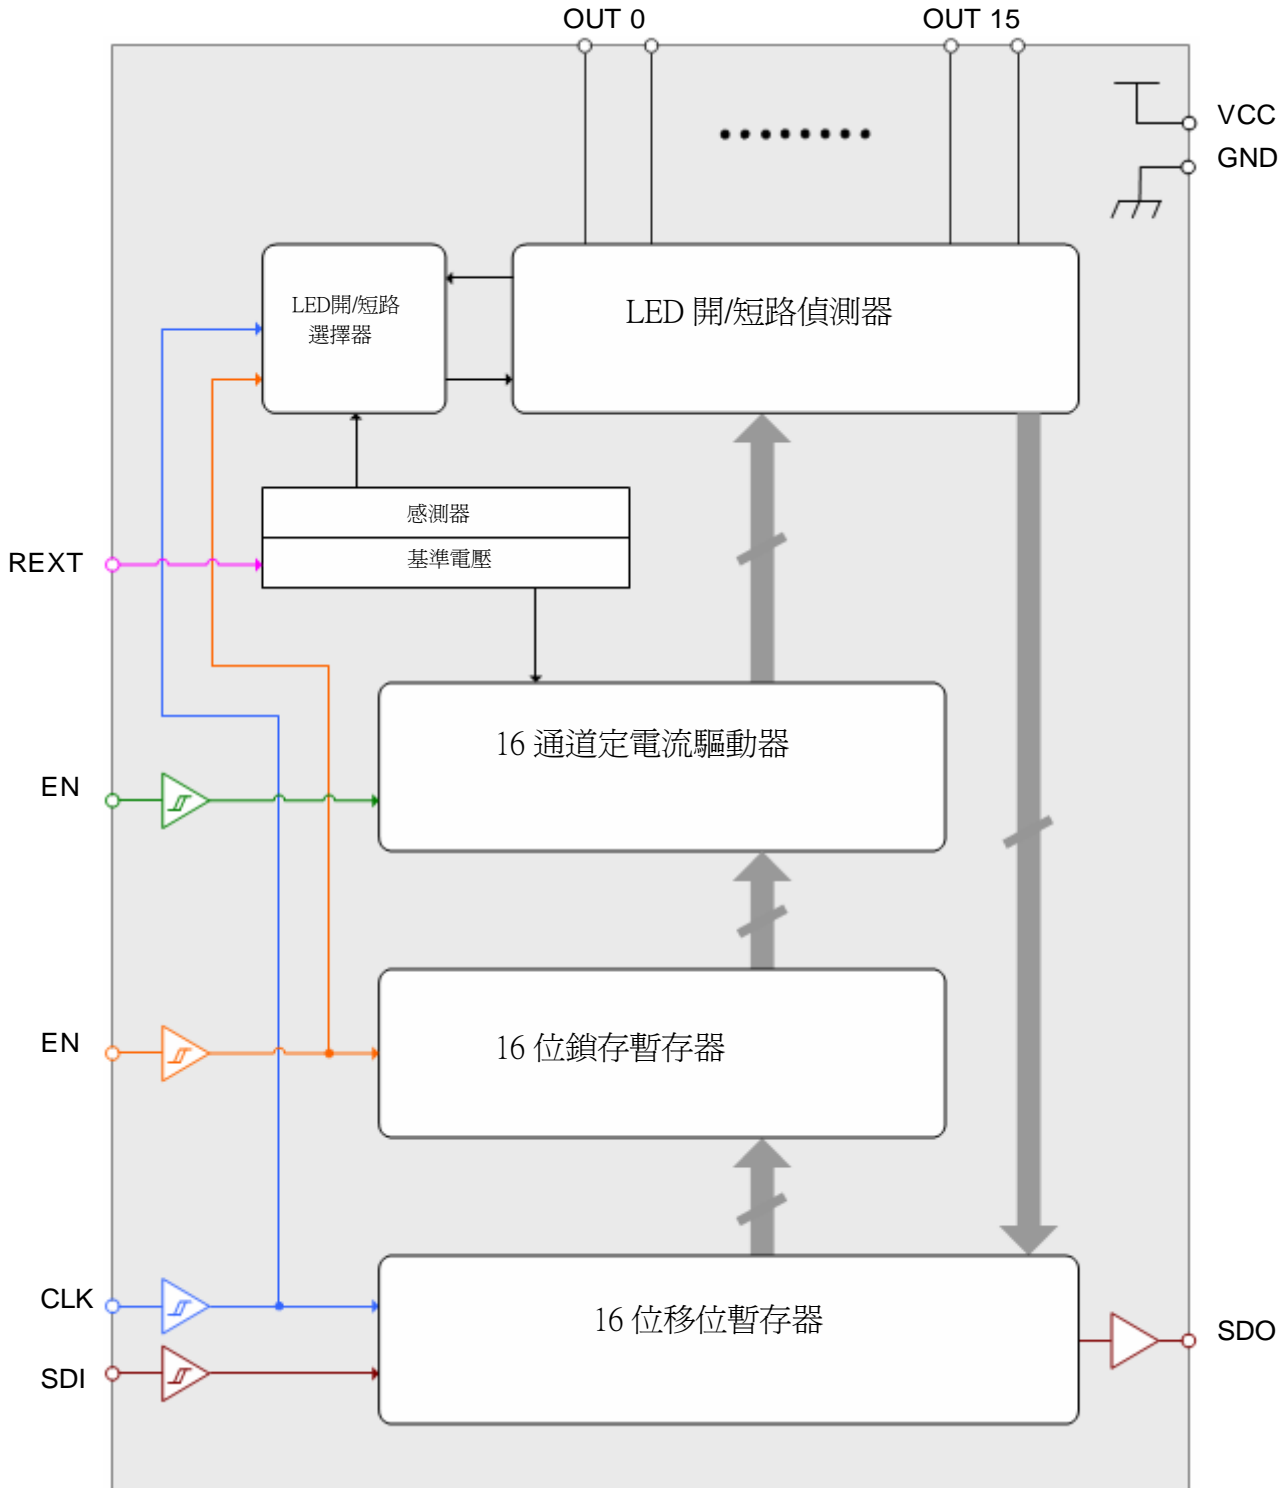 OUT 0
OUT 15
VCC
GND
LED開/短路
選擇器
LED 開/短路偵測器
感測器
REXT
基準電壓
16 通道定電流驅動器
EN
EN
16 位鎖存暫存器
CLK
16 位移位暫存器
SDO
SDI